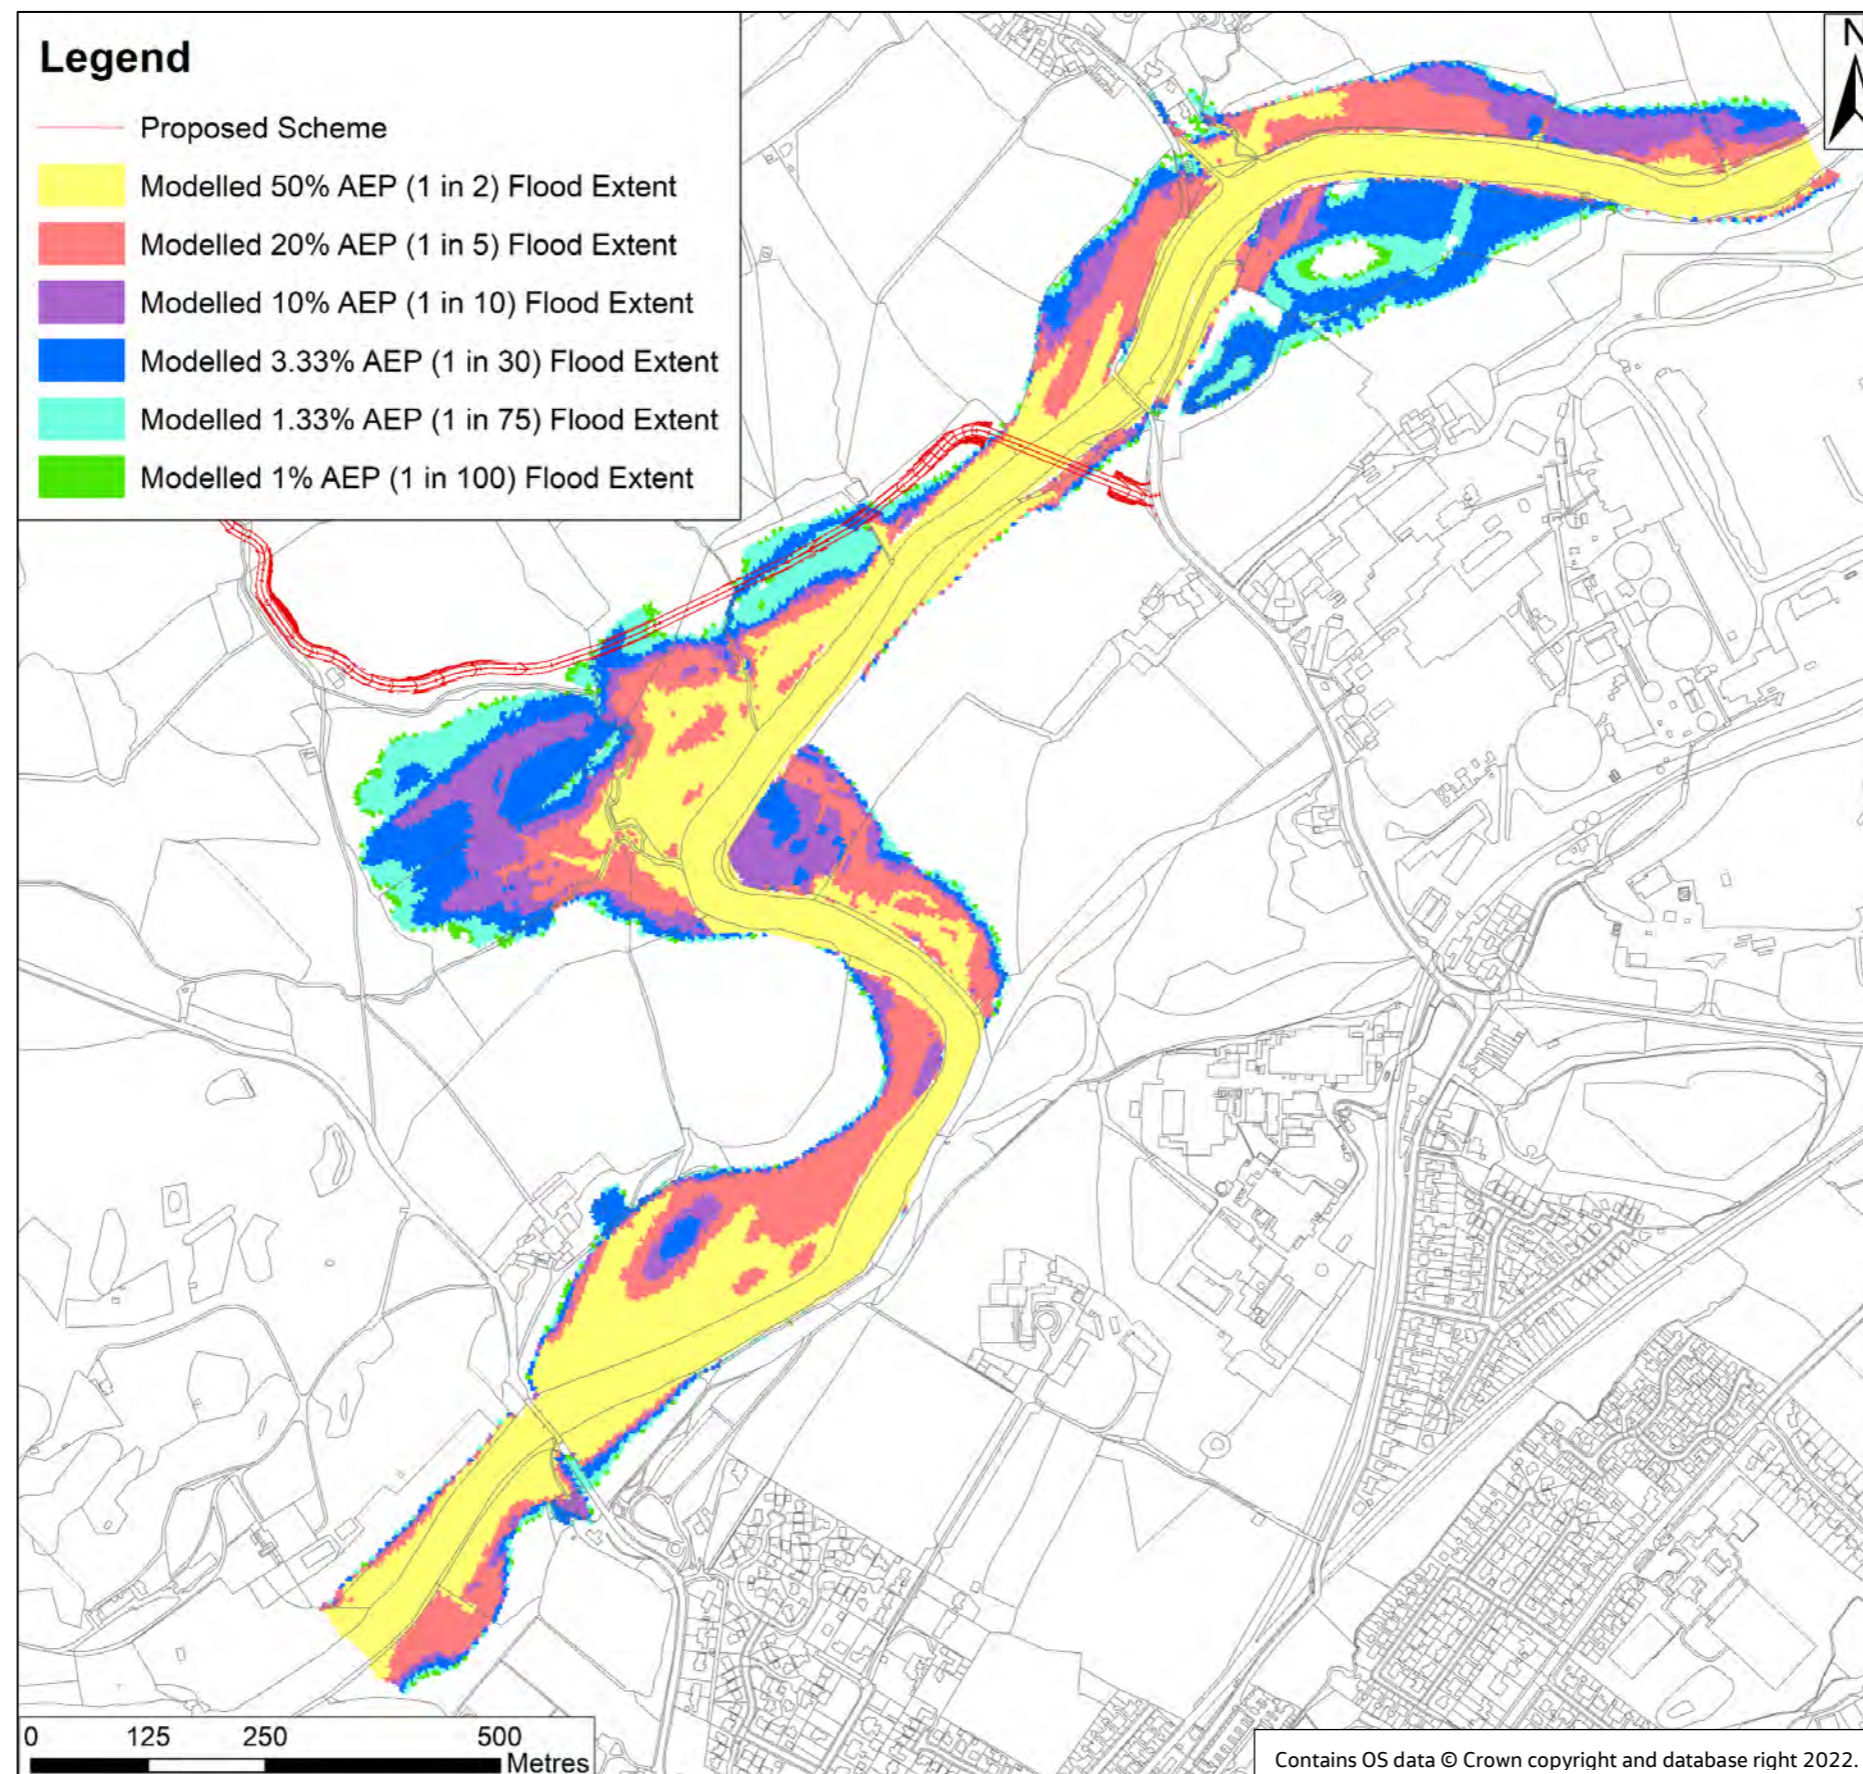 Legend
Proposed Scheme
Modelled 50% AEP (1 in 2) Flood Extent
Modelled 20% AEP (1 in 5) Flood Extent
Modelled 10% AEP (1 in 10) Flood Extent
Modelled 3.33% AEP (1 in 30) Flood Extent
Modelled 1.33% AEP (1 in 75) Flood Extent
Modelled 1% AEP (1 in 100) Flood Extent
N
0 125 250 500
Metres
Contains OS data © Crown copyright and database right 2022.